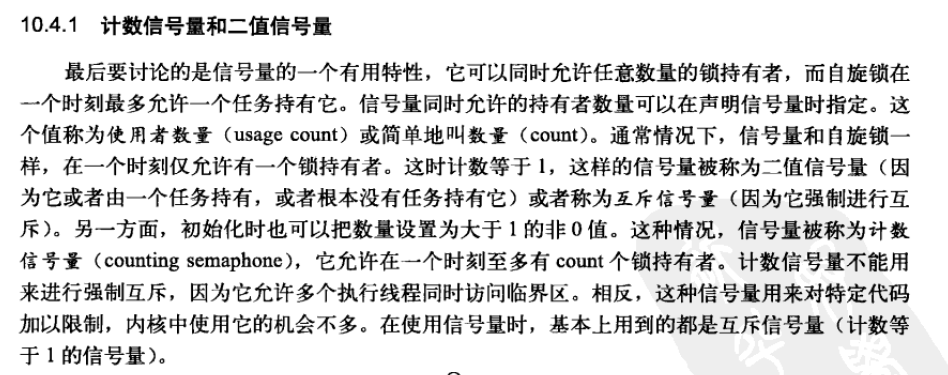 10.4.1 计数信号量和二值信号量
最后要讨论的是信号量的一个有用特性，它可以同时允许任意数量的锁持有者，而自旋锁在
一个时刻最多允许一个任务持有它。信号量同时允许的持有者数量可以在声明信号量时指定。这
个值称为使用者数量（usage count）或简单地叫数量（count）。通常情况下，信号量和自旋锁一
样，在一个时刻仅允许有一个锁持有者。这时计数等于 1，这样的信号量被称为二值信号量（因
为它或者由一个任务持有，或者根本没有任务持有它）或者称为互斥信号量（因为它强制进行互
斥）。另一方面，初始化时也可以把数量设置为大于 1 的非 0 值。这种情况，信号量被称为计数
信号量（counting semaphone），它允许在一个时刻至多有 count 个锁持有者。计数信号量不能用
来进行强制互斥，因为它允许多个执行线程同时访问临界区。相反，这种信号量用来对特定代码
加以限制，内核中使用它的机会不多。在使用信号量时，基本上用到的都是互斥信号量（计数等
于 1 的信号量）。